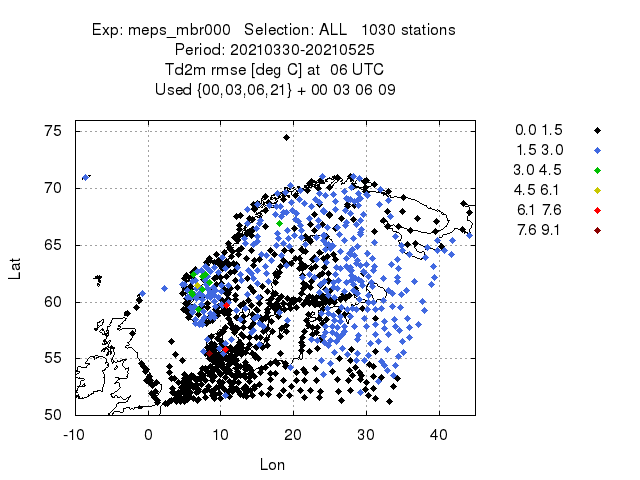 Exp: meps_mbr000 Selection: ALL 1030 stations
Period: 20210330-20210525
Td2m rmse [deg C] at 06 UTC
Used {00,03,06,21} + 00 03 06 09
0.0 1.5
1.5 3.0
3.0 4.5
4.5 6.1
6.1 7.6
7.6 9.1
75
70
65
60
55
50
Lat
-10 0 10 20 30 40
Lon